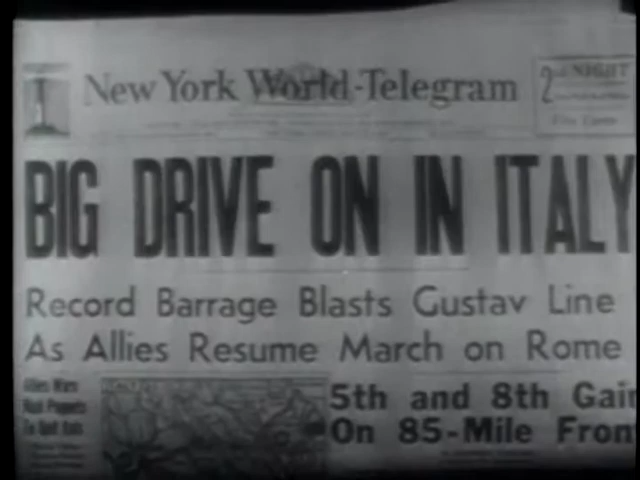 New York World-Telegram
2nd NIGHT
BIG DRIVE ON IN ITALY
Record Barrage Blasts Gustav Line
As Allies Resume March on Rome
5th and 8th Gai
On 85-Mile Fron